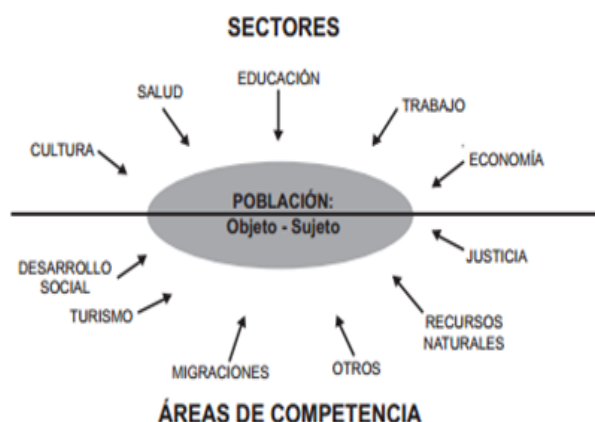 SECTORES
EDUCACIÓN
SALUD
TRABAJO
CULTURA
ECONOMÍA
POBLACIÓN:
Objeto - Sujeto
JUSTICIA
DESARROLLO
SOCIAL
TURISMO
RECURSOS
NATURALES
MIGRACIONES
OTROS
ÁREAS DE COMPETENCIA